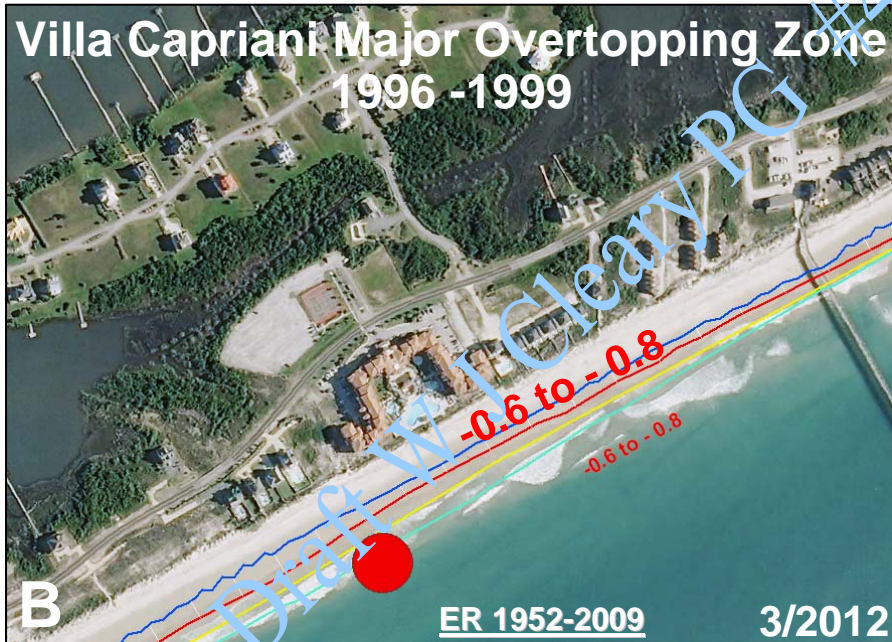 Villa Capriani Major Overtopping Zone
1996 -1999
Draft W J Cleary PG
-0.6 to - 0.8
-0.6 to - 0.8
B
ER 1952-2009
3/2012